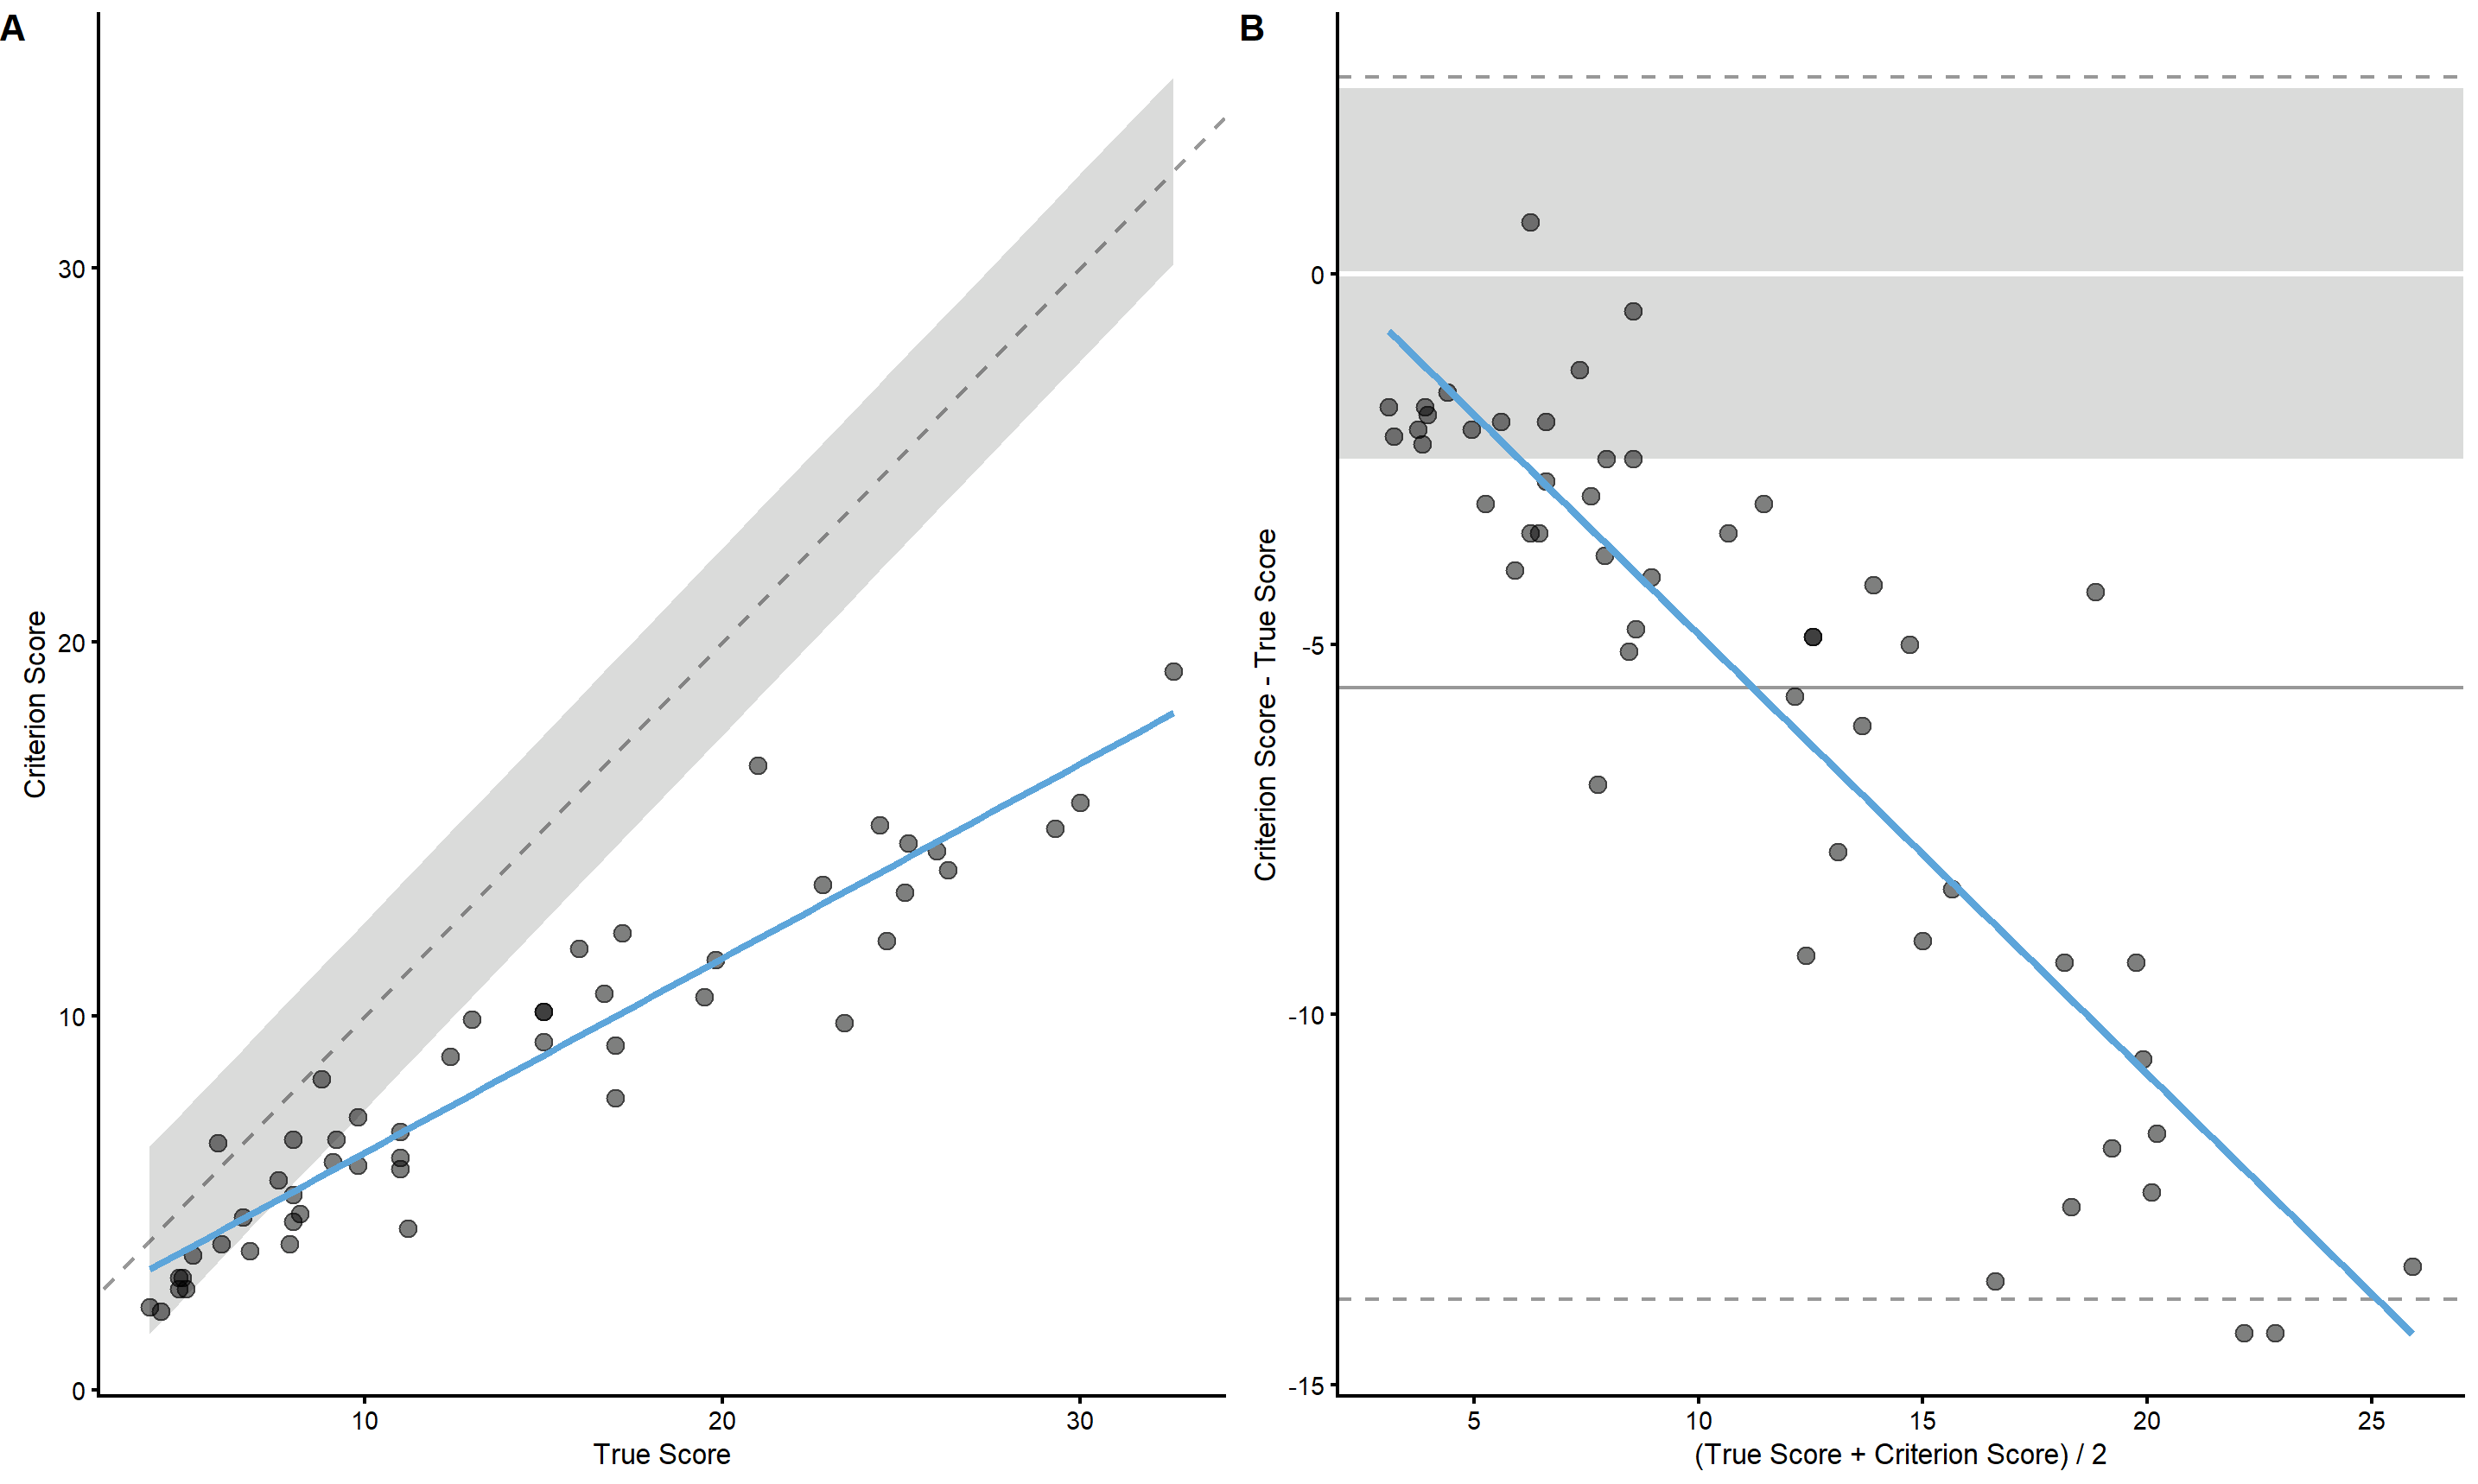 A
30
20
10
0
Criterion Score
10 20 30
True Score
B
0
-5
-10
-15
Criterion Score - True Score
5 10 15 20 25
(True Score + Criterion Score) / 2